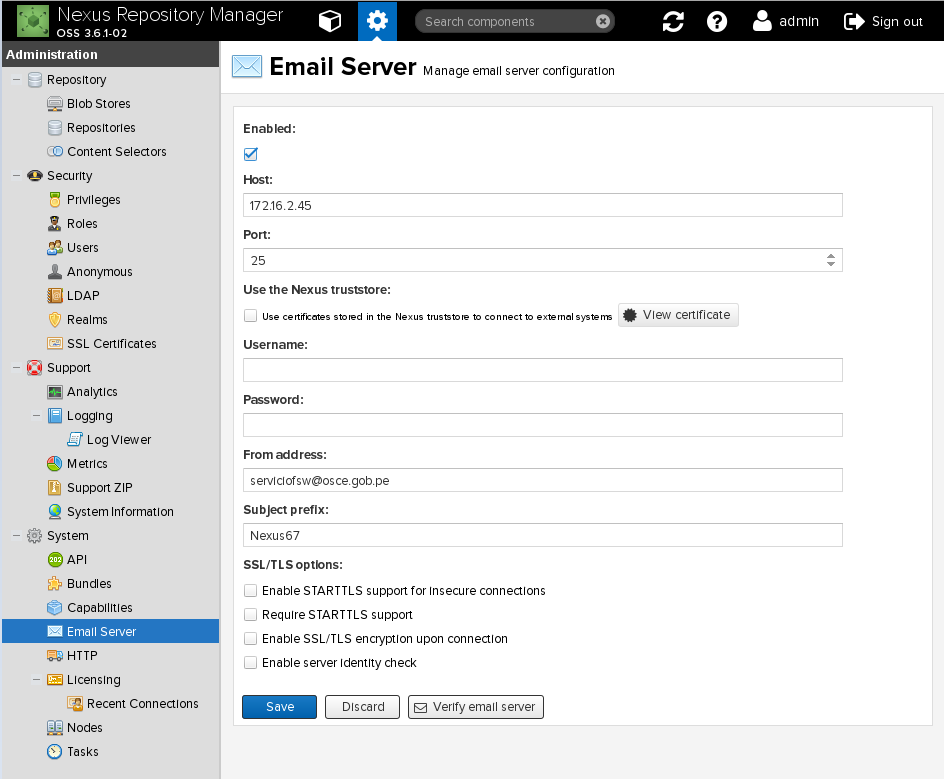 Nexus Repository Manager
OSS 3.6.1-02
Search components
admin
Sign out
Administration
Repository
Blob Stores
Repositories
Content Selectors
Security
Privileges
Roles
Users
Anonymous
LDAP
Realms
SSL Certificates
Support
Analytics
Logging
Log Viewer
Metrics
Support ZIP
System Information
System
202 API
Bundles
Capabilities
Email Server
HTTP
Licensing
Recent Connections
Nodes
Tasks
Email Server Manage email server configuration
Enabled:
Host:
172.16.2.45
Port:
25
Use the Nexus truststore:
Use certificates stored in the Nexus truststore to connect to external systems
View certificate
Username:
Password:
From address:
serviciofsw@osce.gob.pe
Subject prefix:
Nexus67
SSL/TLS options:
Enable STARTTLS support for insecure connections
Require STARTTLS support
Enable SSL/TLS encryption upon connection
Enable server identity check
Save Discard Verify email server